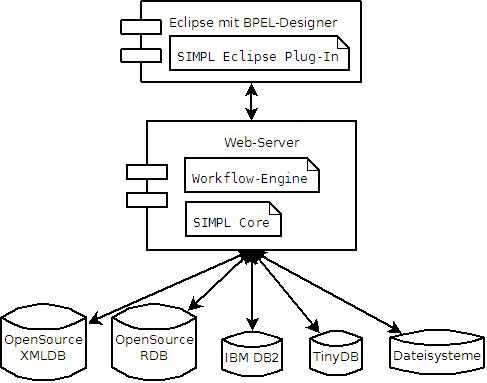 Eclipse mit BPEL-Designer
SIMPL Eclipse Plug-In
Web-Server
Workflow-Engine
SIMPL Core
OpenSource
XMLDB
OpenSource
RDB
IBM DB2
TinyDB
Dateisysteme